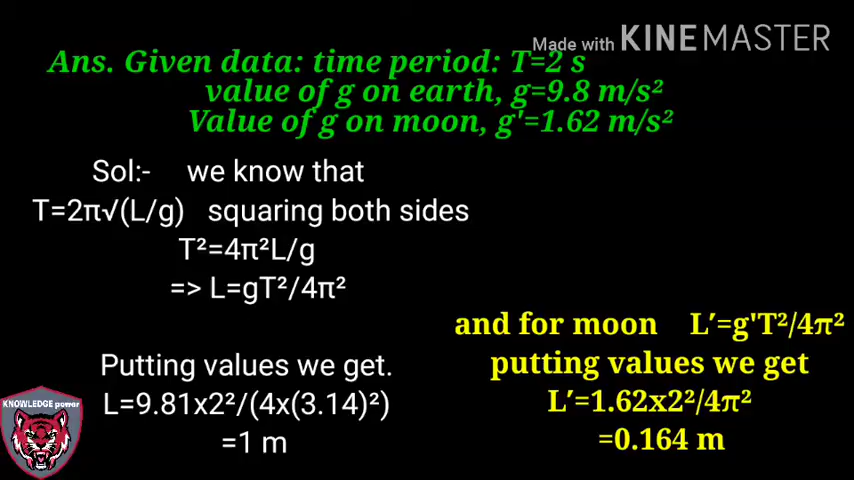 Made with KINEMASTER
Ans. Given data: time period: T=2 s
value of g on earth, g=9.8 m/s²
Value of g on moon, g'=1.62 m/s²
Sol:- we know that
T=2π√(L/g) squaring both sides
T²=4π²L/g
=> L=gT²/4π²
Putting values we get.
L=9.81x2²/(4x(3.14)²)
=1 m
and for moon L′=g'T²/4π²
putting values we get
L′=1.62x2²/4π²
=0.164 m
KNOWLEDGE power